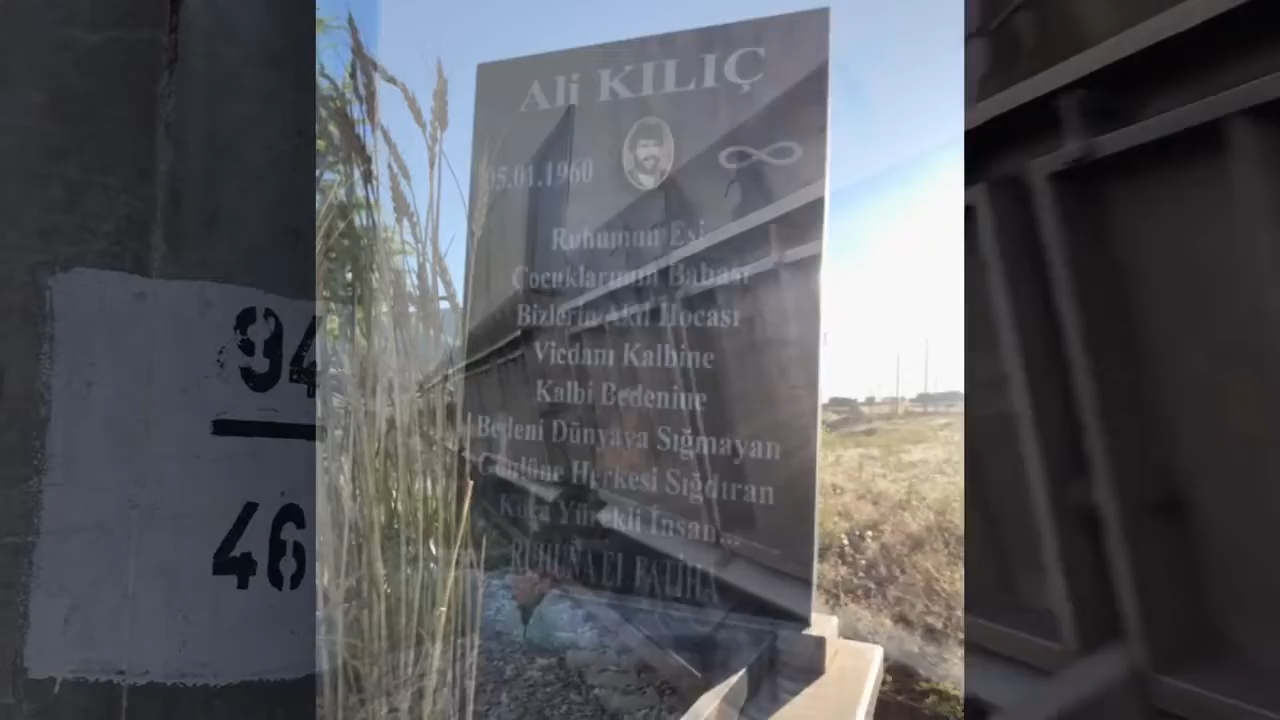 Ali KILIÇ
05.01.1960
Ruhumun Eşi
Çocuklarımın Babası
Bizlerin Akıl Hocası
Vicdanı Kalbine
Kalbi Bedenine
Bedeni Dünyaya Sığmayan
Gönlüne Herkesi Sığdıran
Koca Yürekli İnsan...
RUHUNA El FATİHA
94
46